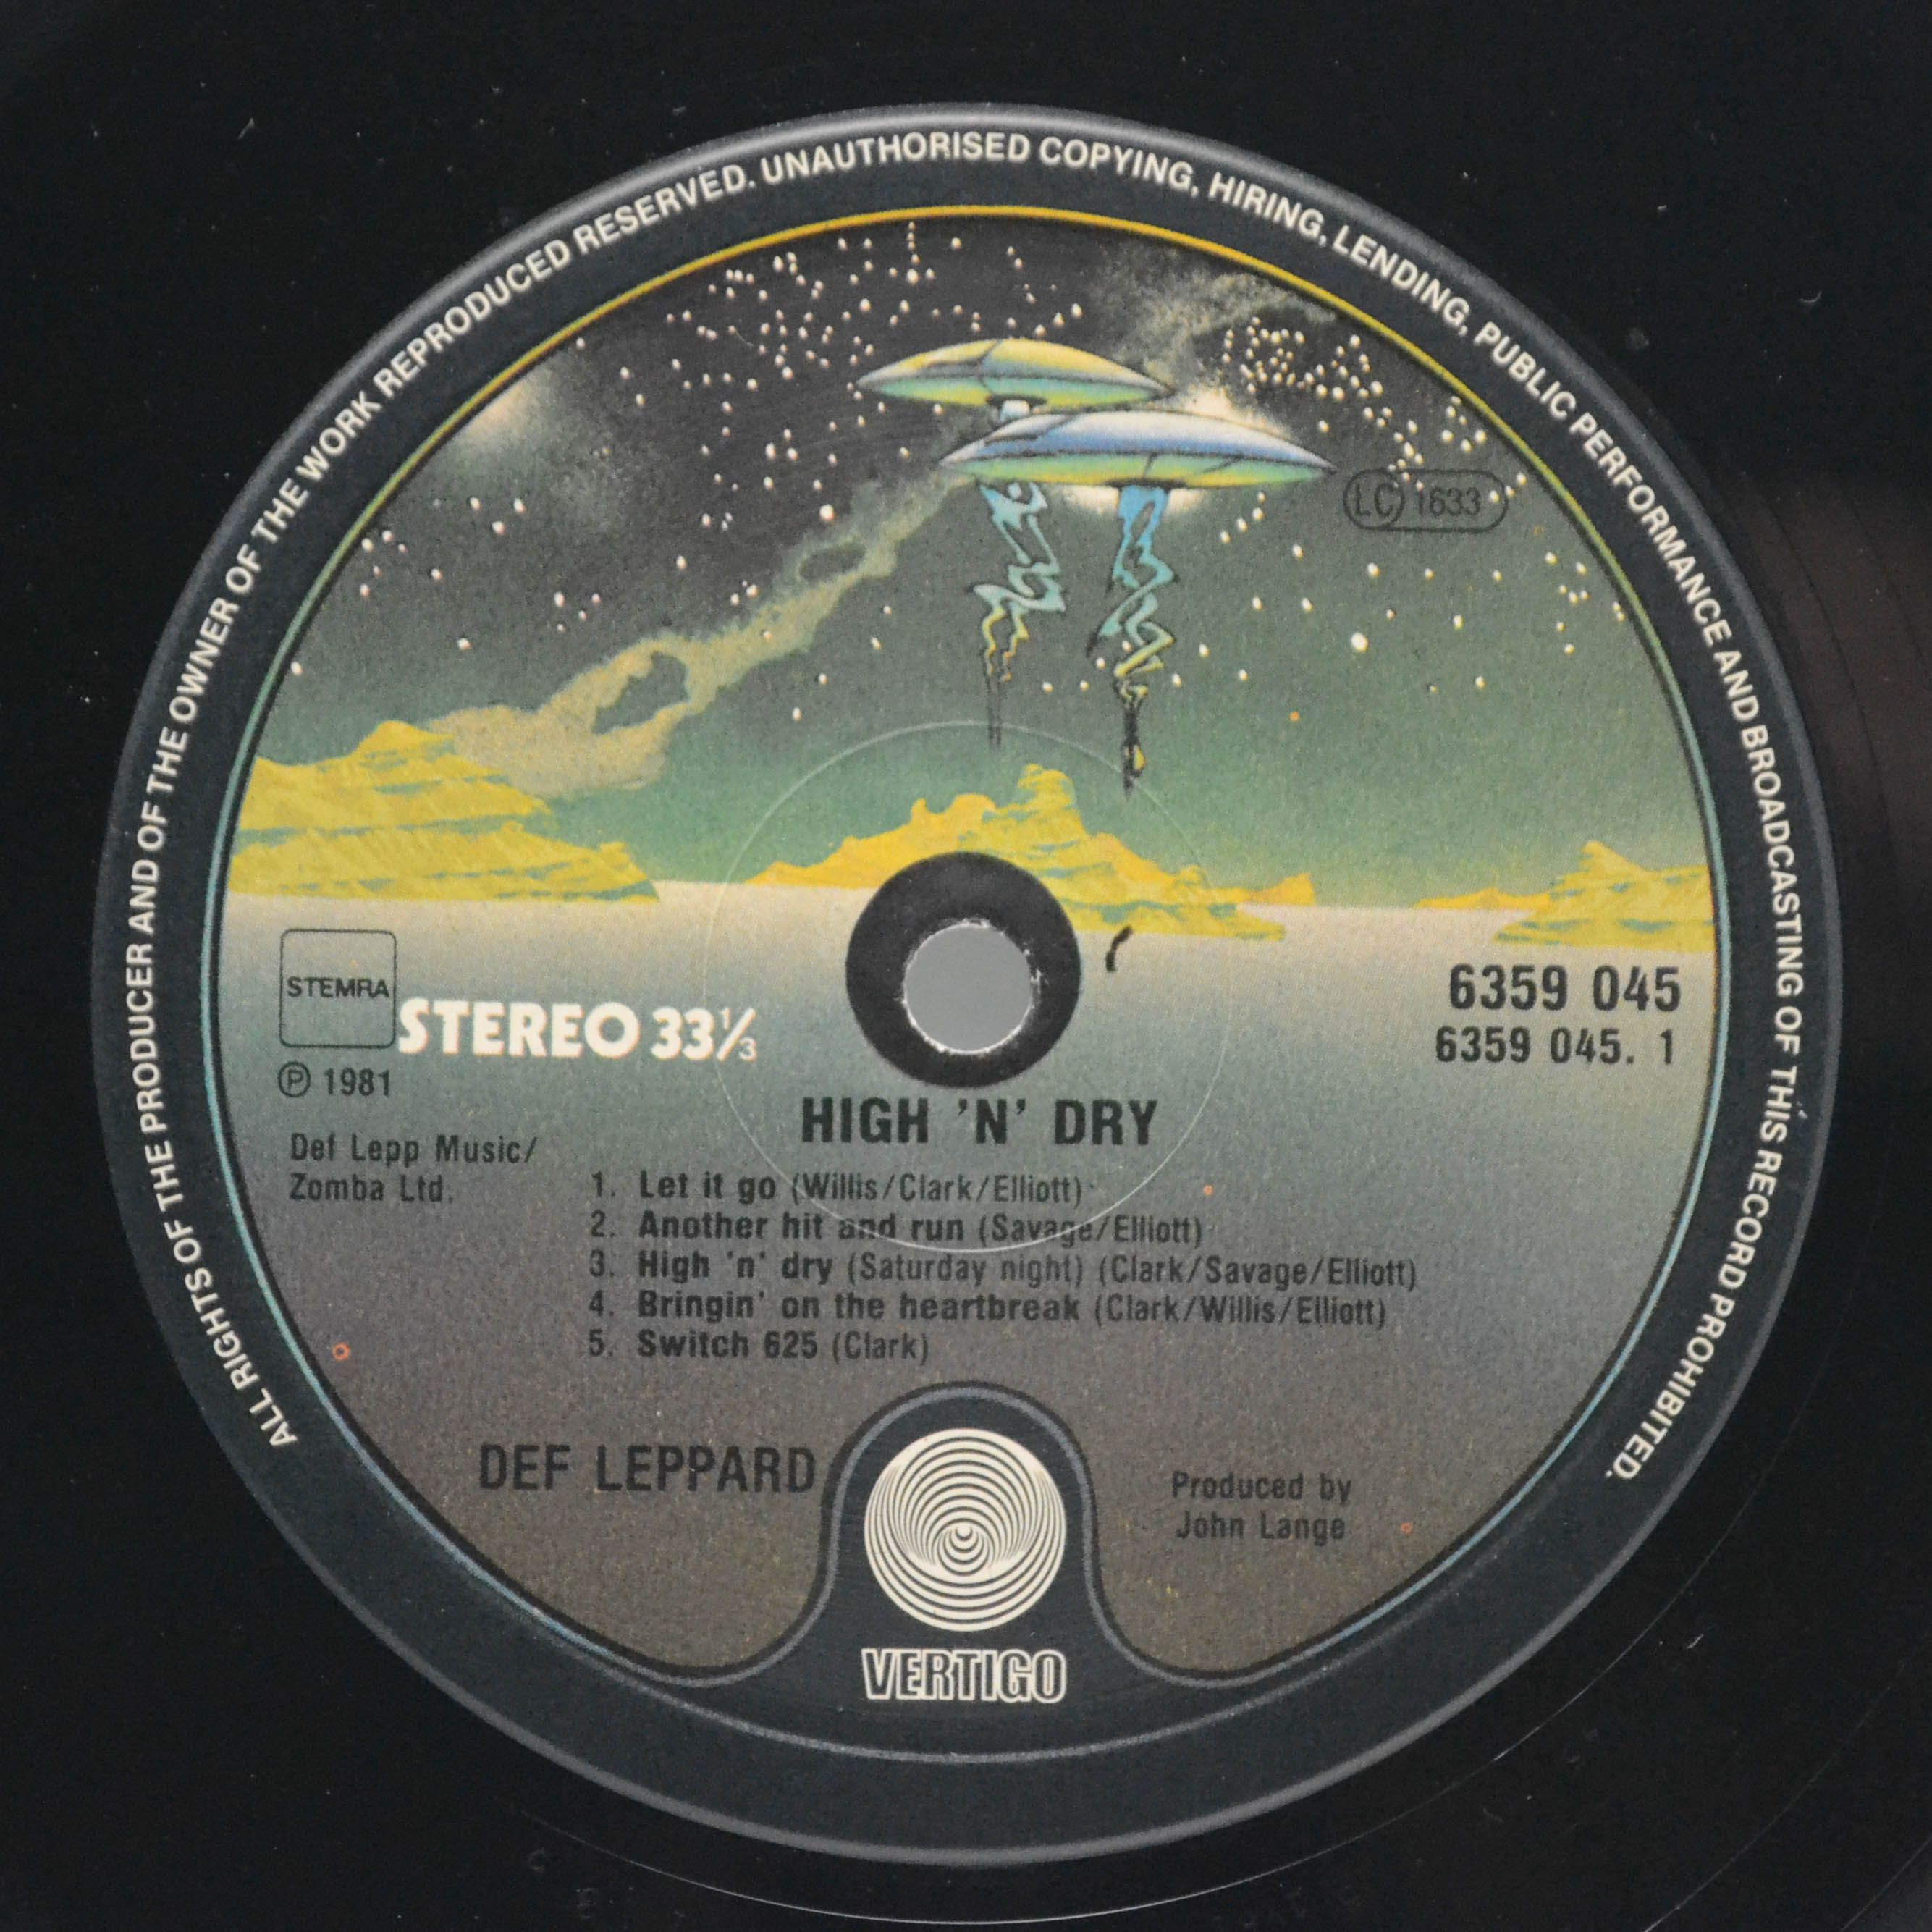 ALL RIGHTS OF THE PRODUCER AND OF THE OWNER OF THE WORK REPRODUCED RESERVED. UNAUTHORISED COPYING, HIRING, LENDING, PUBLIC PERFORMANCE AND BROADCASTING OF THIS RECORD PROHIBITED.
LC 1633
STEMRA
STEREO 33⅓
℗ 1981
6359 045
6359 045. 1
Def Lepp Music/
Zomba Ltd.
HIGH 'N' DRY
1. Let it go (Willis/Clark/Elliott)
2. Another hit and run (Savage/Elliott)
3. High 'n' dry (Saturday night) (Clark/Savage/Elliott)
4. Bringin' on the heartbreak (Clark/Willis/Elliott)
5. Switch 625 (Clark)
DEF LEPPARD
Produced by
John Lange
VERTIGO